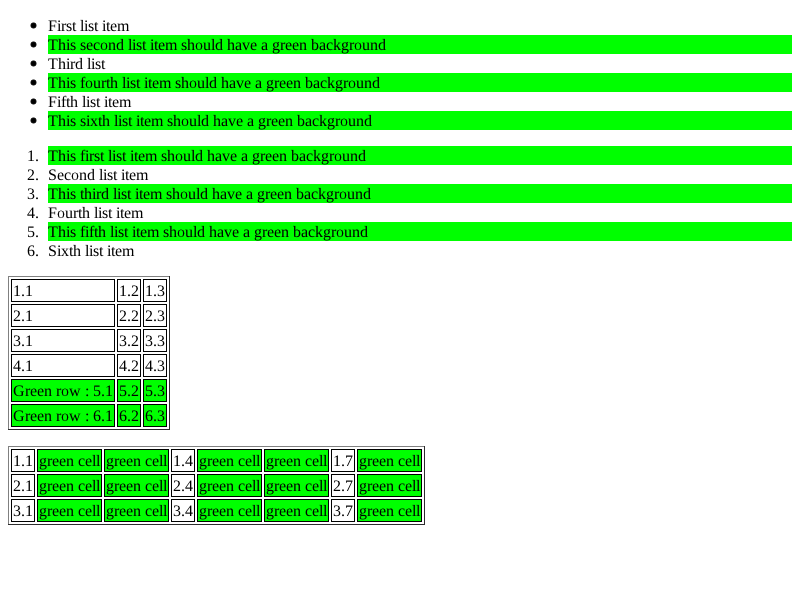 First list item
This second list item should have a green background
Third list
This fourth list item should have a green background
Fifth list item
This sixth list item should have a green background
1. This first list item should have a green background
2. Second list item
3. This third list item should have a green background
4. Fourth list item
5. This fifth list item should have a green background
6. Sixth list item
1.1 1.2 1.3
2.1 2.2 2.3
3.1 3.2 3.3
4.1 4.2 4.3
Green row : 5.1 5.2 5.3
Green row : 6.1 6.2 6.3
1.1 green cell green cell 1.4 green cell green cell 1.7 green cell
2.1 green cell green cell 2.4 green cell green cell 2.7 green cell
3.1 green cell green cell 3.4 green cell green cell 3.7 green cell